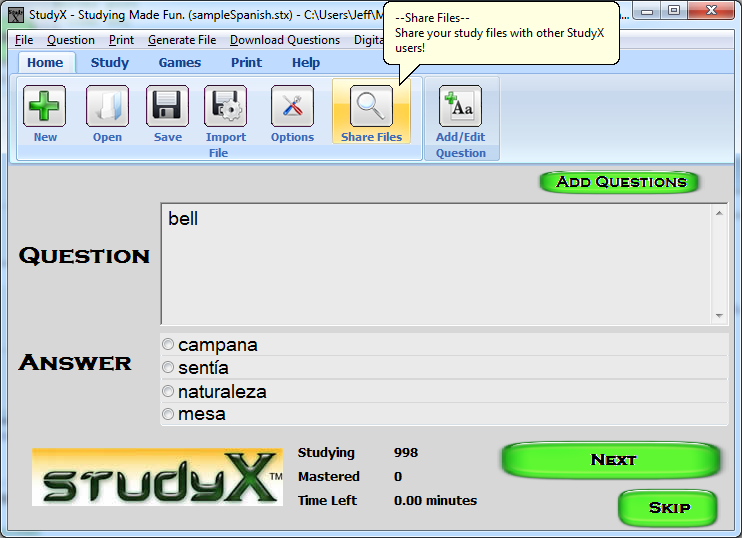 StudyX - Studying Made Fun. (sampleSpanish.stx) - C:\Users\Jeff\M
--Share Files--
Share your study files with other StudyX
users!
File Question Print Generate File Download Questions Digita
Home Study Games Print Help
New Open Save Import Options Share Files Add/Edit
File Question
ADD QUESTIONS
QUESTION
bell
ANSWER
campana
sentía
naturaleza
mesa
studyX™
Studying 998
Mastered 0
Time Left 0.00 minutes
NEXT
SKIP